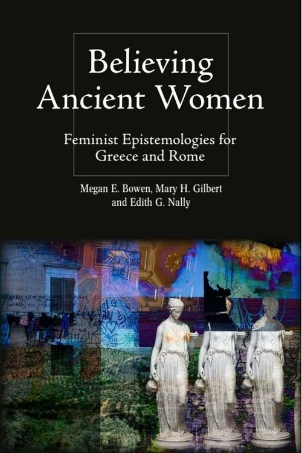 Believing
Ancient Women
Feminist Epistemologies for
Greece and Rome
Megan E. Bowen, Mary H. Gilbert
and Edith G. Nally